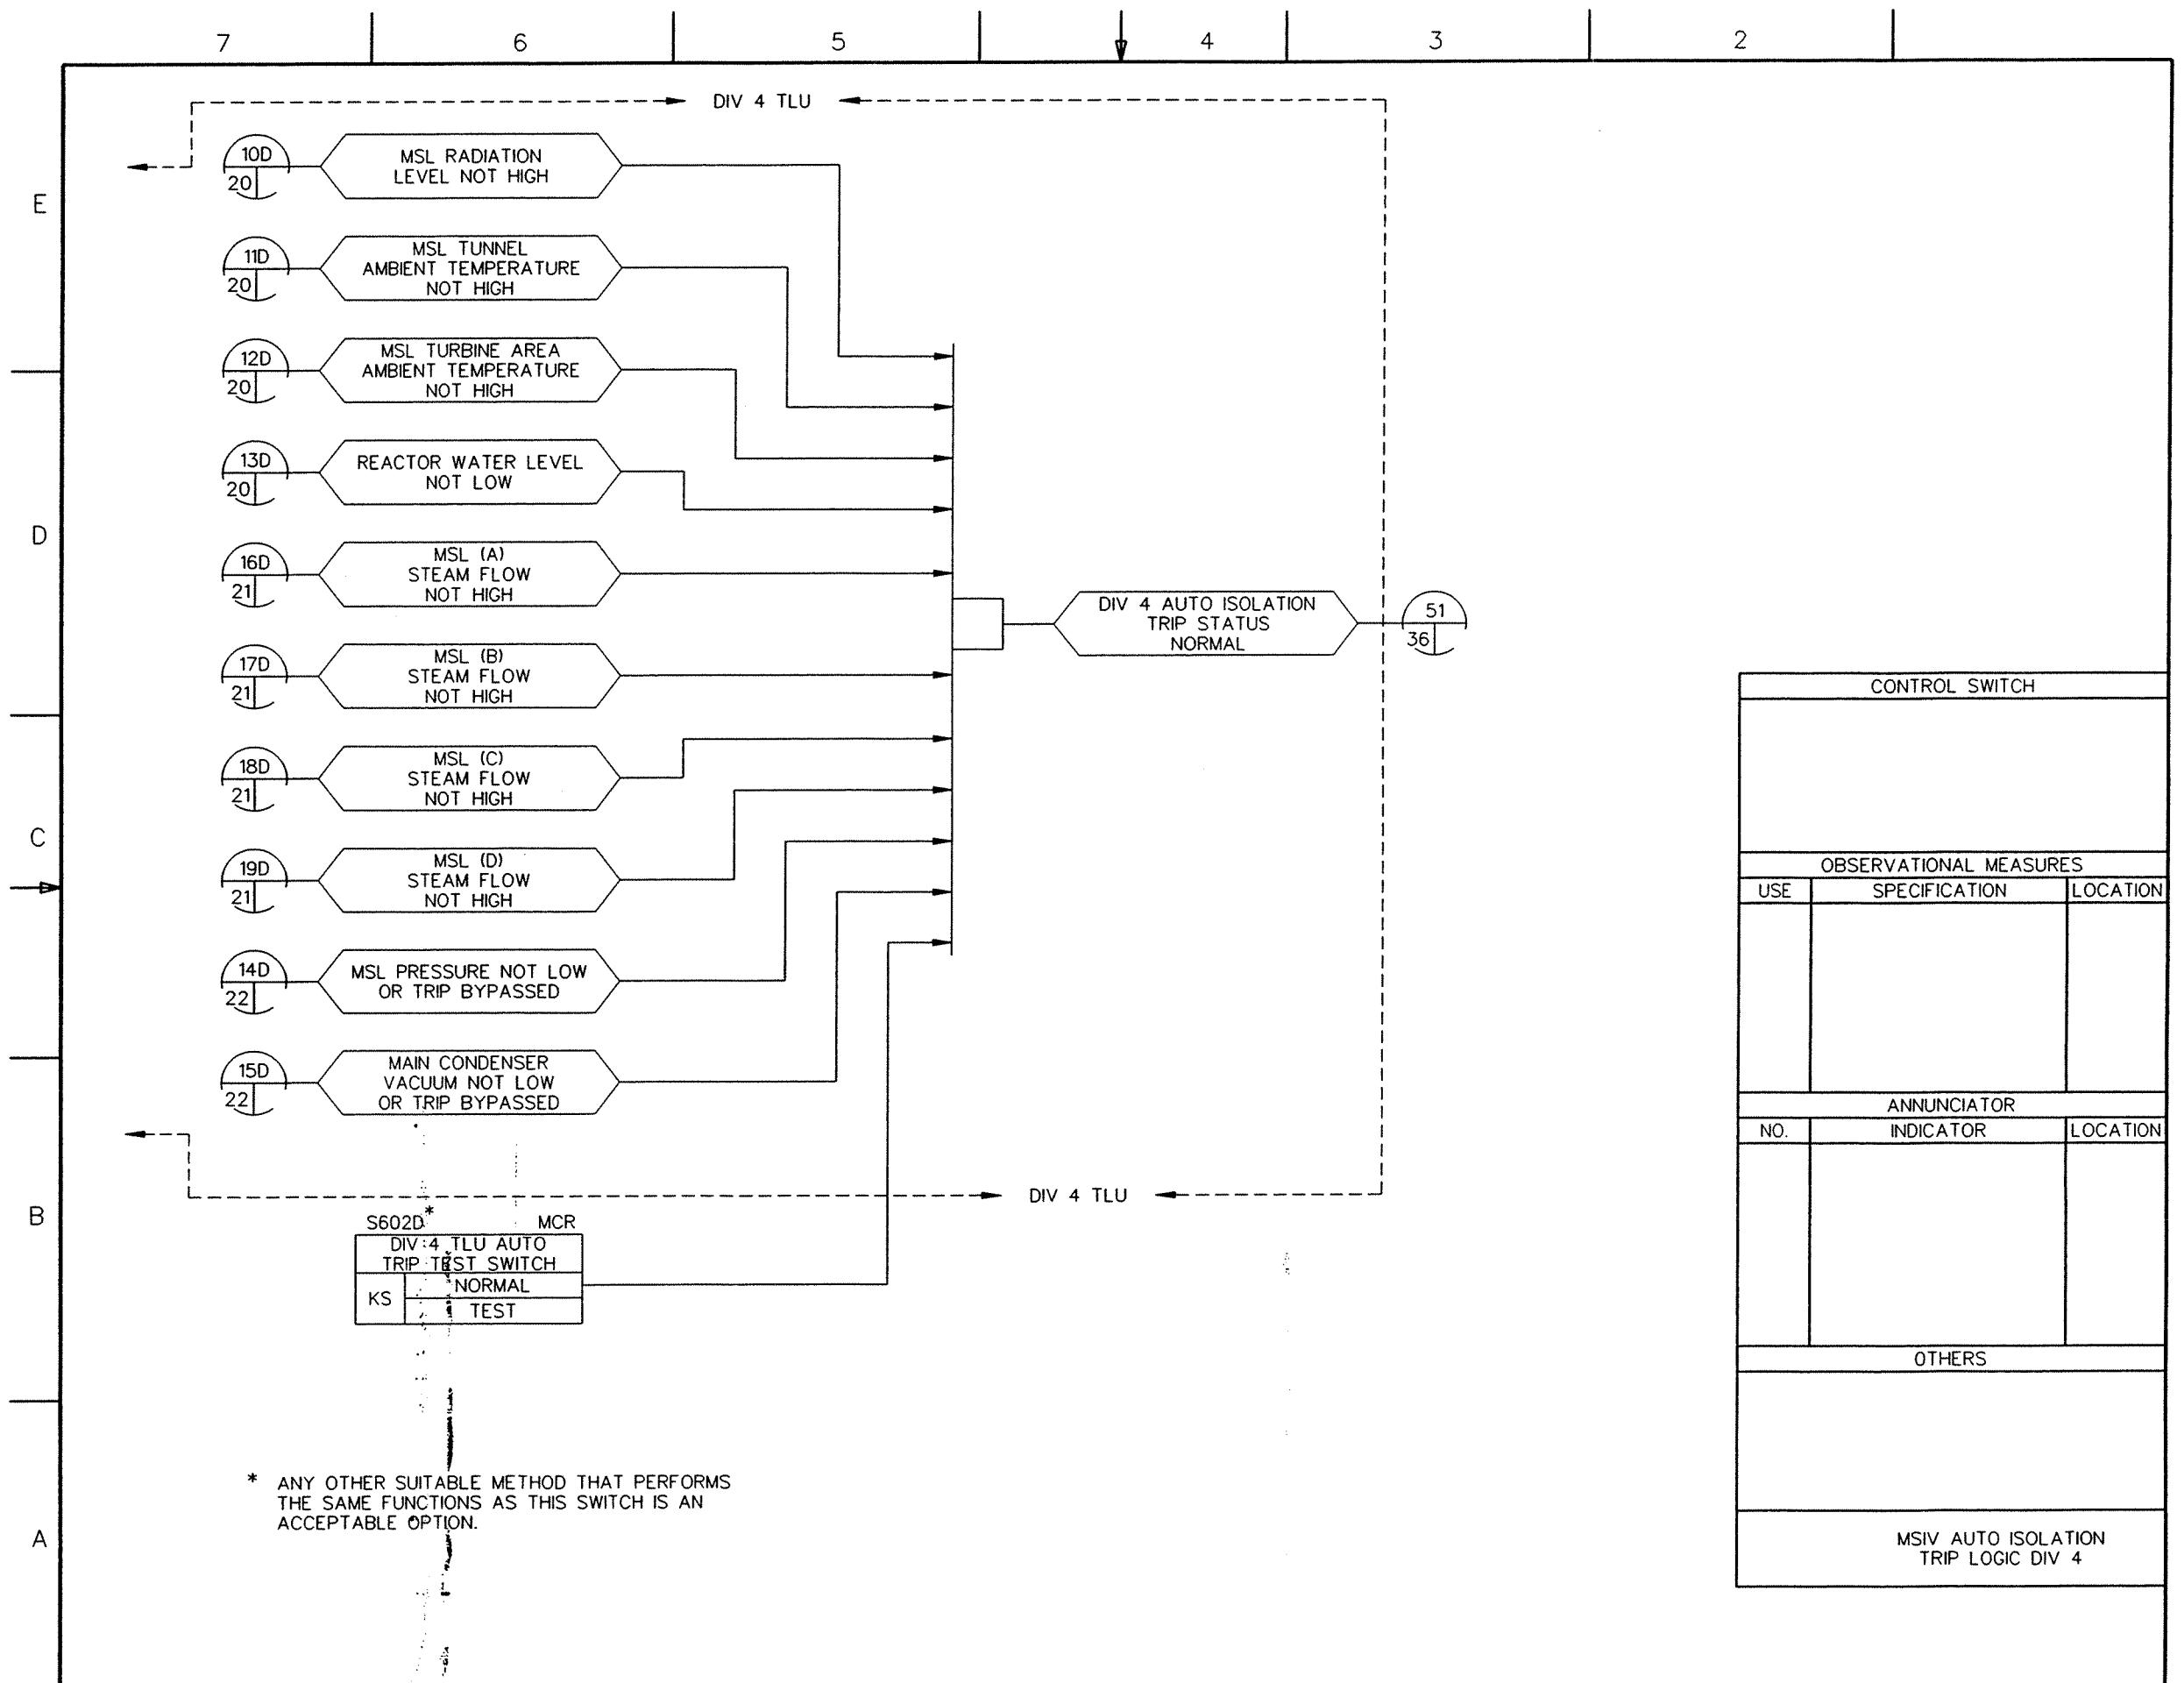 7 6 5 4 3 2
DIV 4 TLU
10D
20
MSL RADIATION
LEVEL NOT HIGH
E
11D
20
MSL TUNNEL
AMBIENT TEMPERATURE
NOT HIGH
12D
20
MSL TURBINE AREA
AMBIENT TEMPERATURE
NOT HIGH
13D
20
REACTOR WATER LEVEL
NOT LOW
D
16D
21
MSL (A)
STEAM FLOW
NOT HIGH
DIV 4 AUTO ISOLATION
TRIP STATUS
NORMAL
51
36
17D
21
MSL (B)
STEAM FLOW
NOT HIGH
18D
21
MSL (C)
STEAM FLOW
NOT HIGH
C
19D
21
MSL (D)
STEAM FLOW
NOT HIGH
14D
22
MSL PRESSURE NOT LOW
OR TRIP BYPASSED
15D
22
MAIN CONDENSER
VACUUM NOT LOW
OR TRIP BYPASSED
DIV 4 TLU
B
S602D* MCR
DIV 4 TLU AUTO
TRIP TEST SWITCH
KS
NORMAL
TEST
* ANY OTHER SUITABLE METHOD THAT PERFORMS
THE SAME FUNCTIONS AS THIS SWITCH IS AN
ACCEPTABLE OPTION.
A
CONTROL SWITCH
OBSERVATIONAL MEASURES
USE SPECIFICATION LOCATION
ANNUNCIATOR
NO. INDICATOR LOCATION
OTHERS
MSIV AUTO ISOLATION
TRIP LOGIC DIV 4